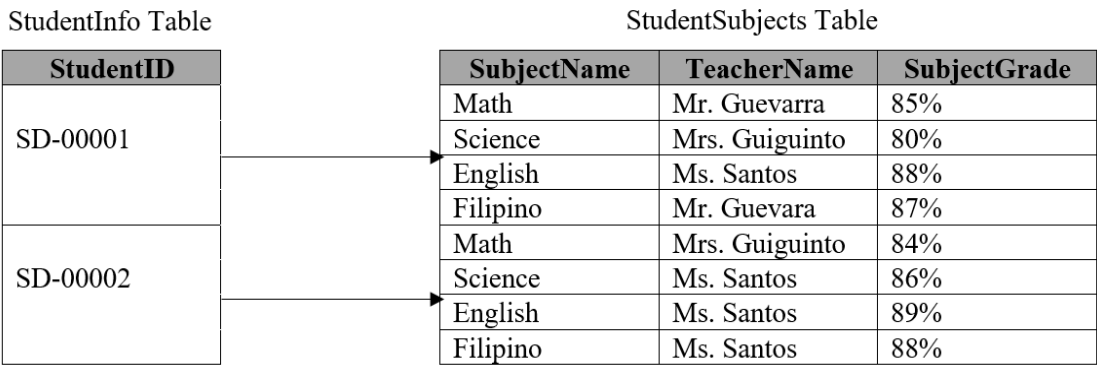 StudentInfo Table
StudentSubjects Table
StudentID
SubjectName TeacherName SubjectGrade
Math Mr. Guevarra 85%
SD-00001
Science Mrs. Guiguinto 80%
English Ms. Santos 88%
Filipino Mr. Guevara 87%
Math Mrs. Guiguinto 84%
SD-00002
Science Ms. Santos 86%
English Ms. Santos 89%
Filipino Ms. Santos 88%